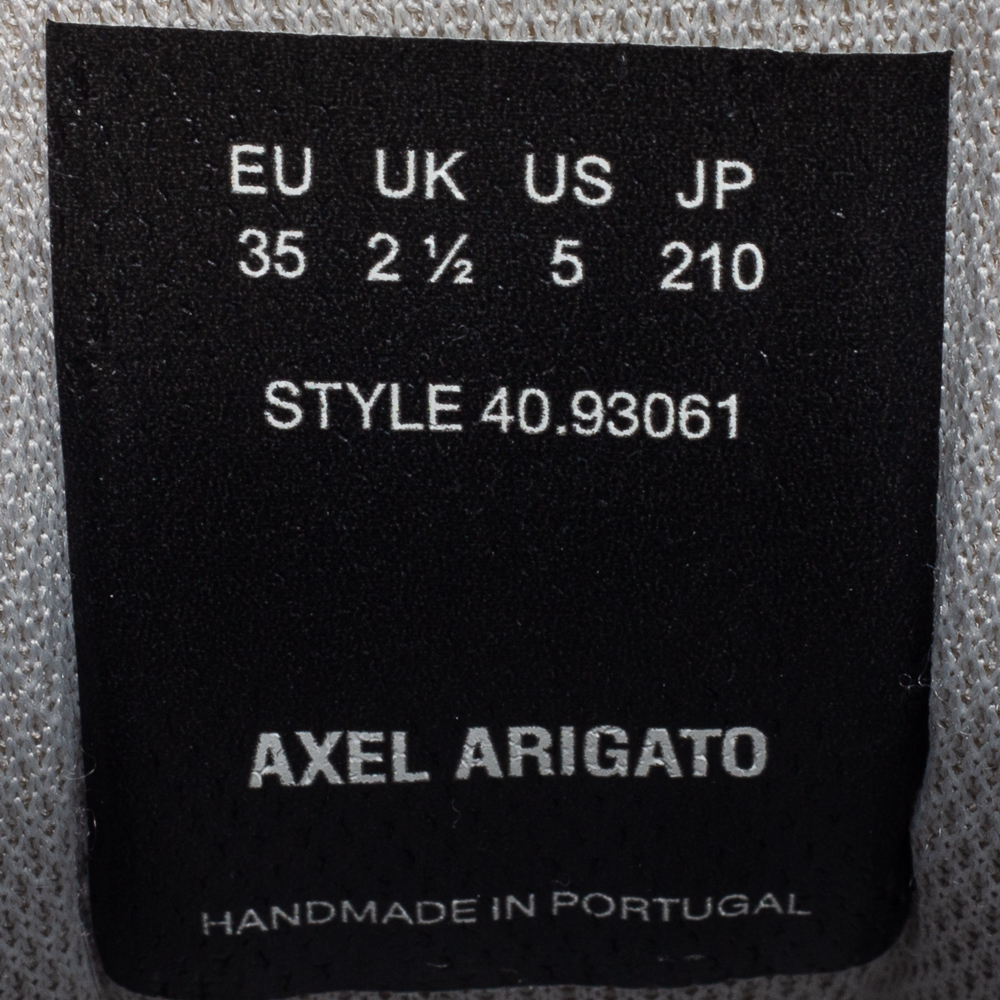 EU UK US JP
35 2 ½ 5 210
STYLE 40.93061
AXEL ARIGATO
HANDMADE IN PORTUGAL